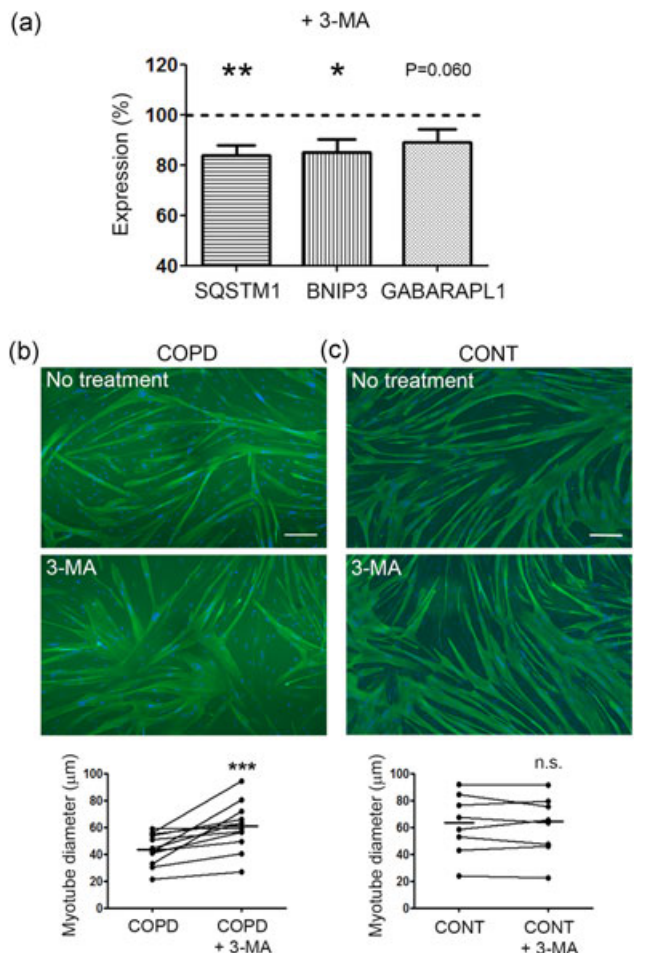 (a)
+ 3-MA
Expression (%)
120
100
80
60
40
** * P=0.060
SQSTM1 BNIP3 GABARAPL1
(b) COPD
No treatment
3-MA
Myotube diameter (μm)
100
80
60
40
20
0
***
COPD COPD
+ 3-MA
(c) CONT
No treatment
3-MA
Myotube diameter (μm)
100
80
60
40
20
0
n.s.
CONT CONT
+ 3-MA